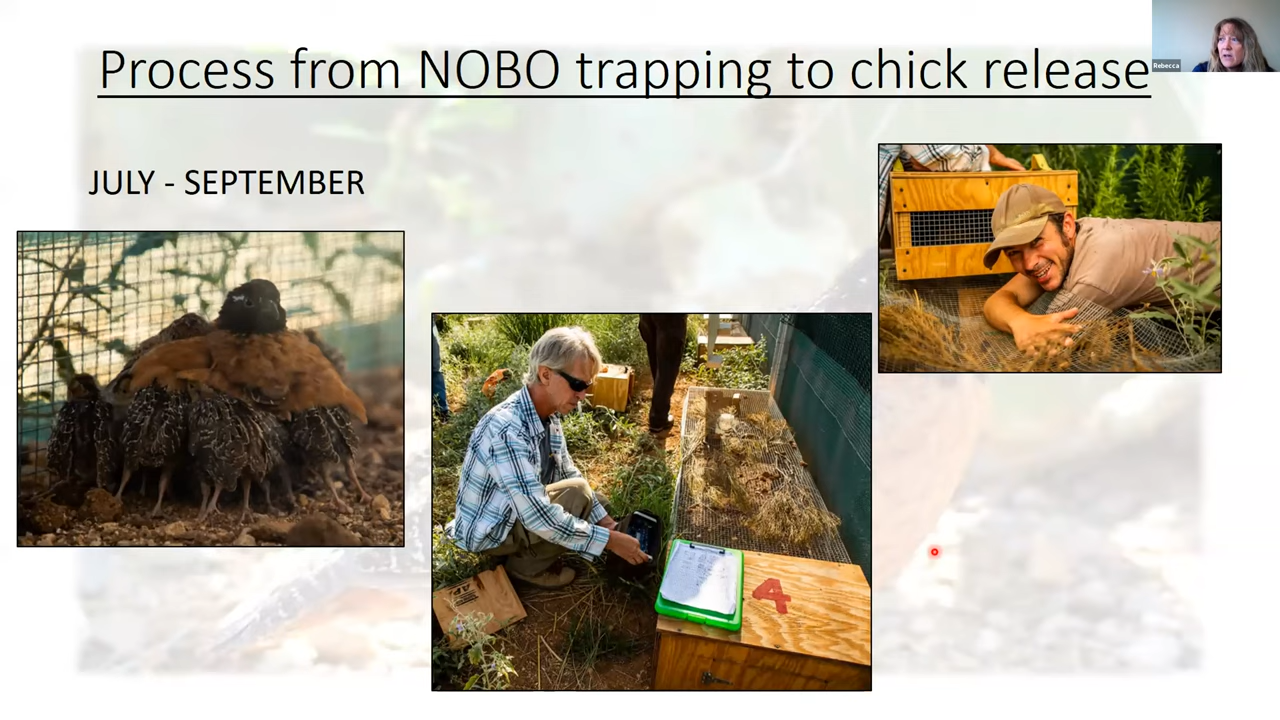 Process from NOBO trapping to chick release
Rebecca
JULY - SEPTEMBER
4